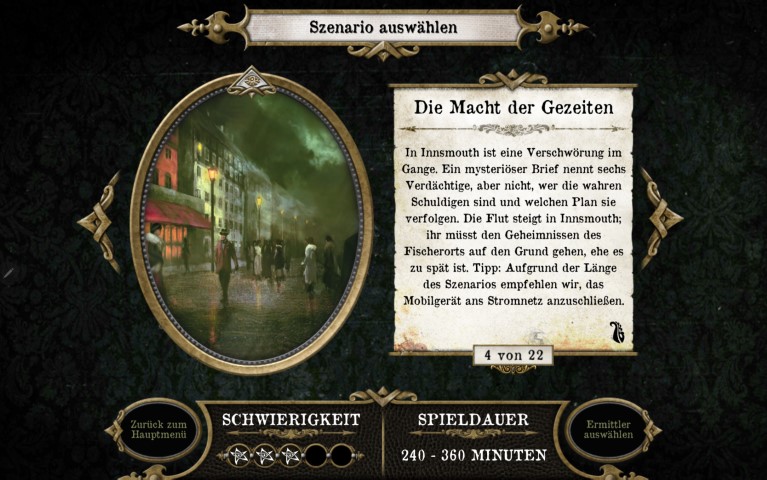 Szenario auswählen
Die Macht der Gezeiten
In Innsmouth ist eine Verschwörung im
Gange. Ein mysteriöser Brief nennt sechs
Verdächtige, aber nicht, wer die wahren
Schuldigen sind und welchen Plan sie
verfolgen. Die Flut steigt in Innsmouth;
ihr müsst den Geheimnissen des
Fischerorts auf den Grund gehen, ehe es
zu spät ist. Tipp: Aufgrund der Länge
des Szenarios empfehlen wir, das
Mobilgerät ans Stromnetz anzuschließen.
4 von 22
Zurück zum
Hauptmenü
SCHWIERIGKEIT
SPIELDAUER
240 - 360 MINUTEN
Ermittler
auswählen